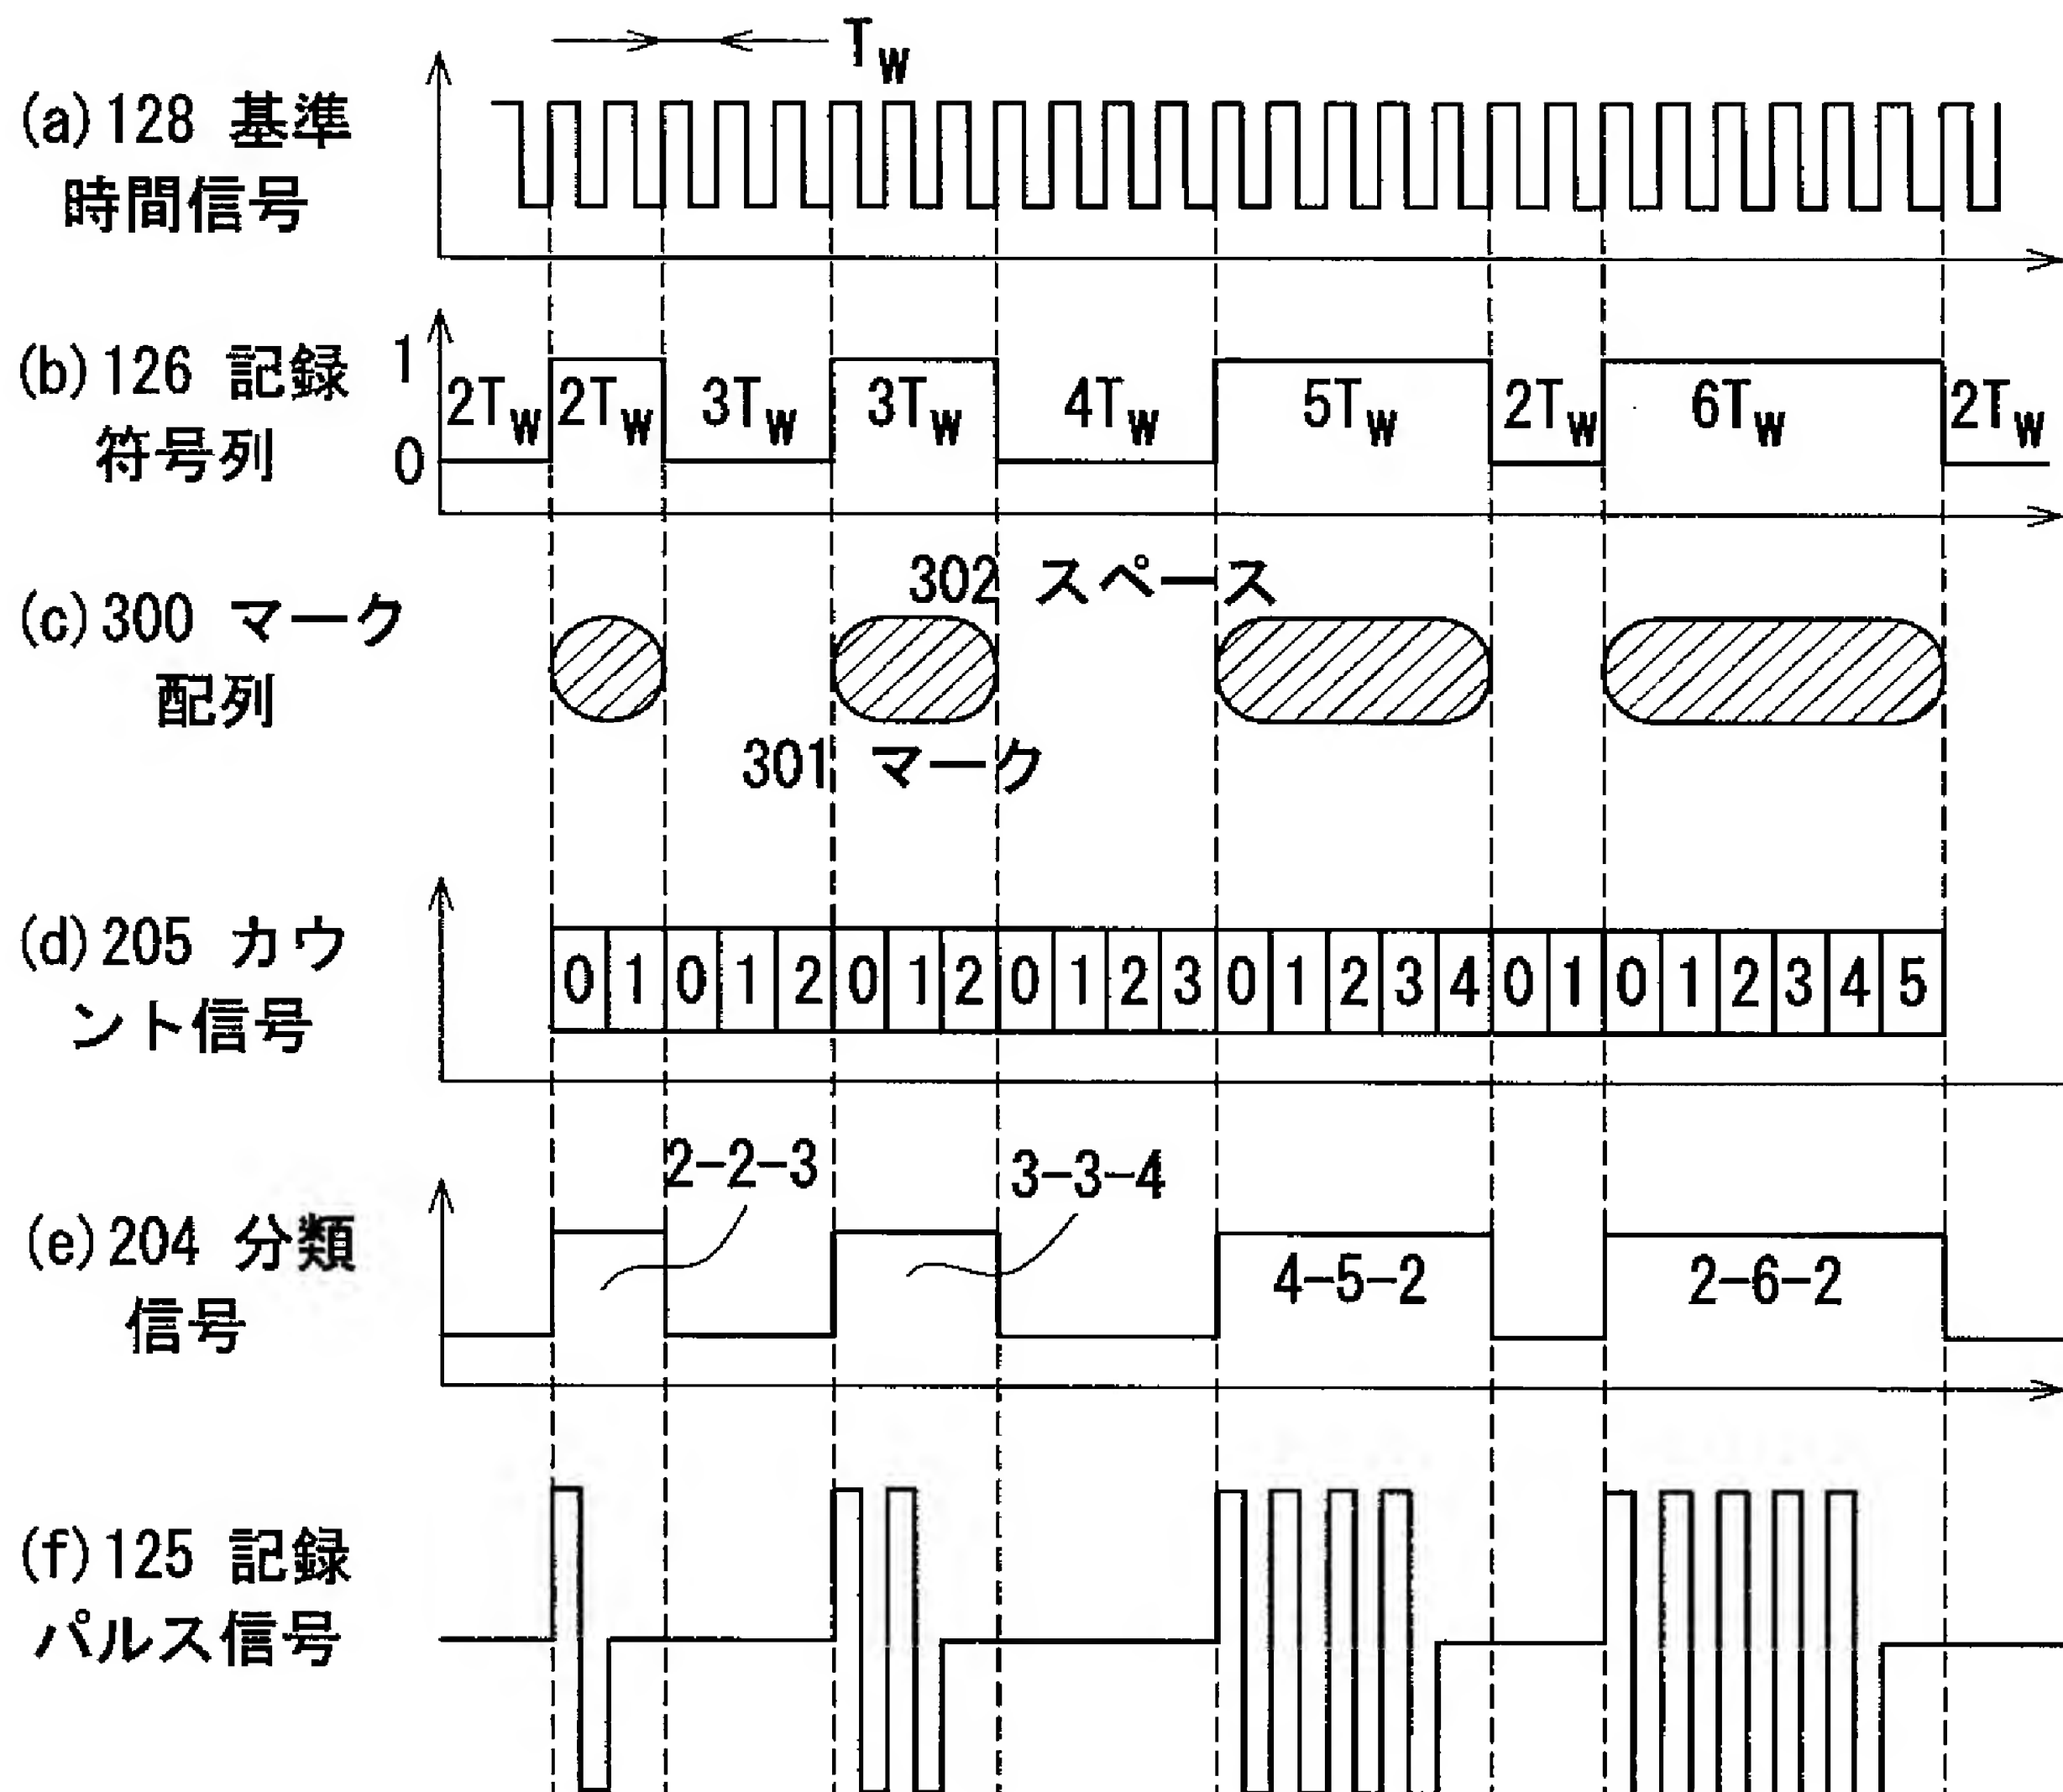 T_W
(a)128 基準
時間信号
(b)126 記録
符号列
1
0
2T_W 2T_W 3T_W 3T_W 4T_W 5T_W 2T_W 6T_W 2T_W
(c)300 マーク
配列
302 スペース
301 マーク
(d)205 カウ
ント信号
0 1 0 1 2 0 1 2 0 1 2 3 0 1 2 3 4 0 1 0 1 2 3 4 5
(e)204 分類
信号
2-2-3
3-3-4
4-5-2
2-6-2
(f)125 記録
パルス信号